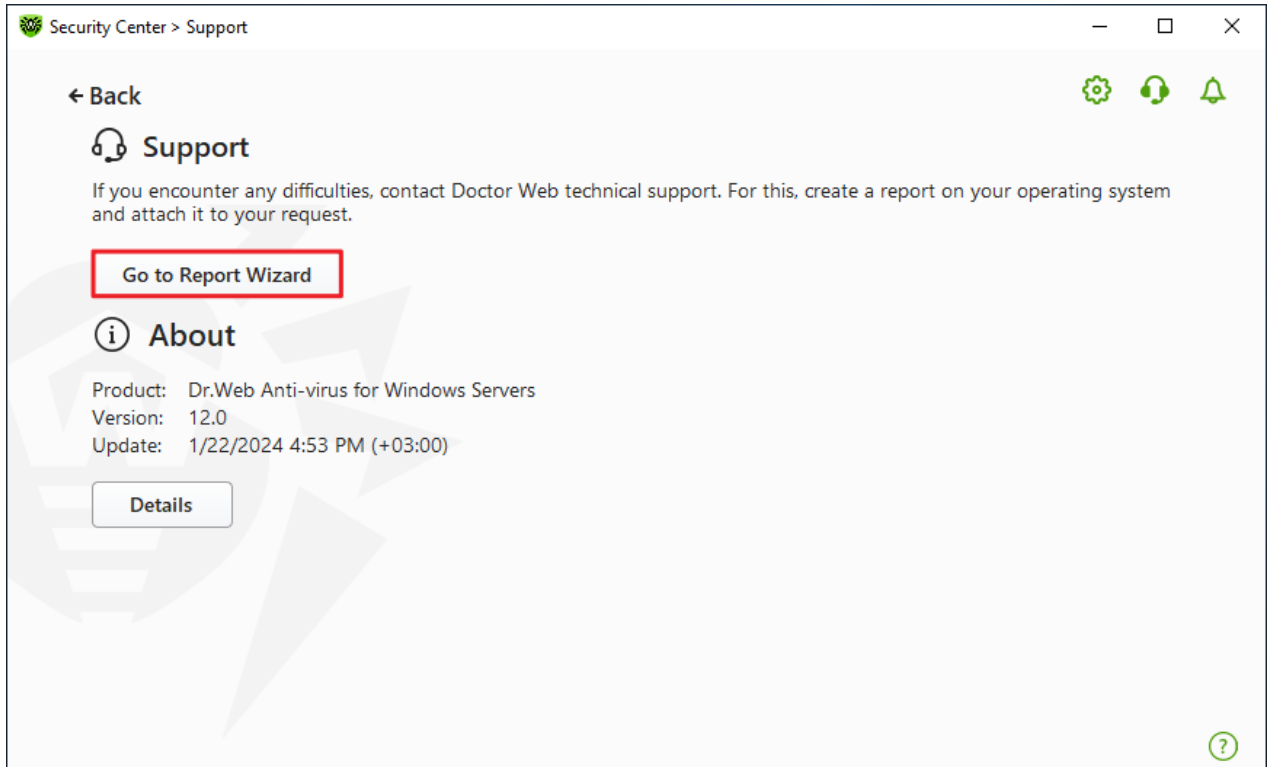 Security Center > Support
Back
Support
If you encounter any difficulties, contact Doctor Web technical support. For this, create a report on your operating system
and attach it to your request.
Go to Report Wizard
About
Product: Dr.Web Anti-virus for Windows Servers
Version: 12.0
Update: 1/22/2024 4:53 PM (+03:00)
Details